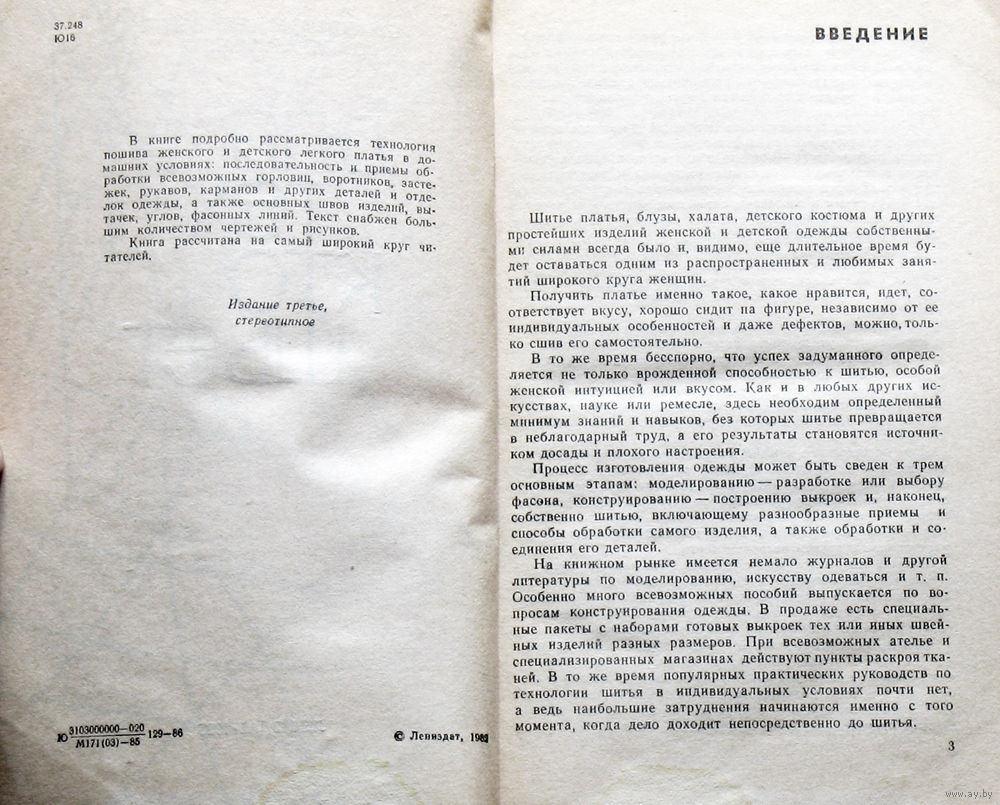 37.248
Ю16
В книге подробно рассматривается технология
пошива женского и детского легкого платья в до-
машних условиях: последовательность и приемы об-
работки всевозможных горловин, воротников, засте-
жек, рукавов, карманов и других деталей и отде-
лок одежды, а также основных швов изделий, вы-
тачек, углов, фасонных линий. Текст снабжен боль-
шим количеством чертежей и рисунков.
Книга рассчитана на самый широкий круг чи-
тателей.
Издание третье,
стереотипное
Ю 3103000000—020
М171(03)—85 129—86
© Лениздат, 1982
ВВЕДЕНИЕ
Шитье платья, блузы, халата, детского костюма и других
простейших изделий женской и детской одежды собственны-
ми силами всегда было и, видимо, еще длительное время бу-
дет оставаться одним из распространенных и любимых заня-
тий широкого круга женщин.
Получить платье именно такое, какое нравится, идет, со-
ответствует вкусу, хорошо сидит на фигуре, независимо от ее
индивидуальных особенностей и даже дефектов, можно, толь-
ко сшив его самостоятельно.
В то же время бесспорно, что успех задуманного опреде-
ляется не только врожденной способностью к шитью, особой
женской интуицией или вкусом. Как и в любых других ис-
кусствах, науке или ремесле, здесь необходим определенный
минимум знаний и навыков, без которых шитье превращается
в неблагодарный труд, а его результаты становятся источни-
ком досады и плохого настроения.
Процесс изготовления одежды может быть сведен к трем
основным этапам: моделированию — разработке или выбору
фасона, конструированию — построению выкроек и, наконец,
собственно шитью, включающему разнообразные приемы и
способы обработки самого изделия, а также обработки и со-
единения его деталей.
На книжном рынке имеется немало журналов и другой
литературы по моделированию, искусству одеваться и т. п.
Особенно много всевозможных пособий выпускается по во-
просам конструирования одежды. В продаже есть специаль-
ные пакеты с наборами готовых выкроек тех или иных швей-
ных изделий разных размеров. При всевозможных ателье и
специализированных магазинах действуют пункты раскроя тка-
ней. В то же время популярных практических руководств по
технологии шитья в индивидуальных условиях почти нет,
а ведь наибольшие затруднения начинаются именно с того
момента, когда дело доходит непосредственно до шитья.
3
www.ay.by